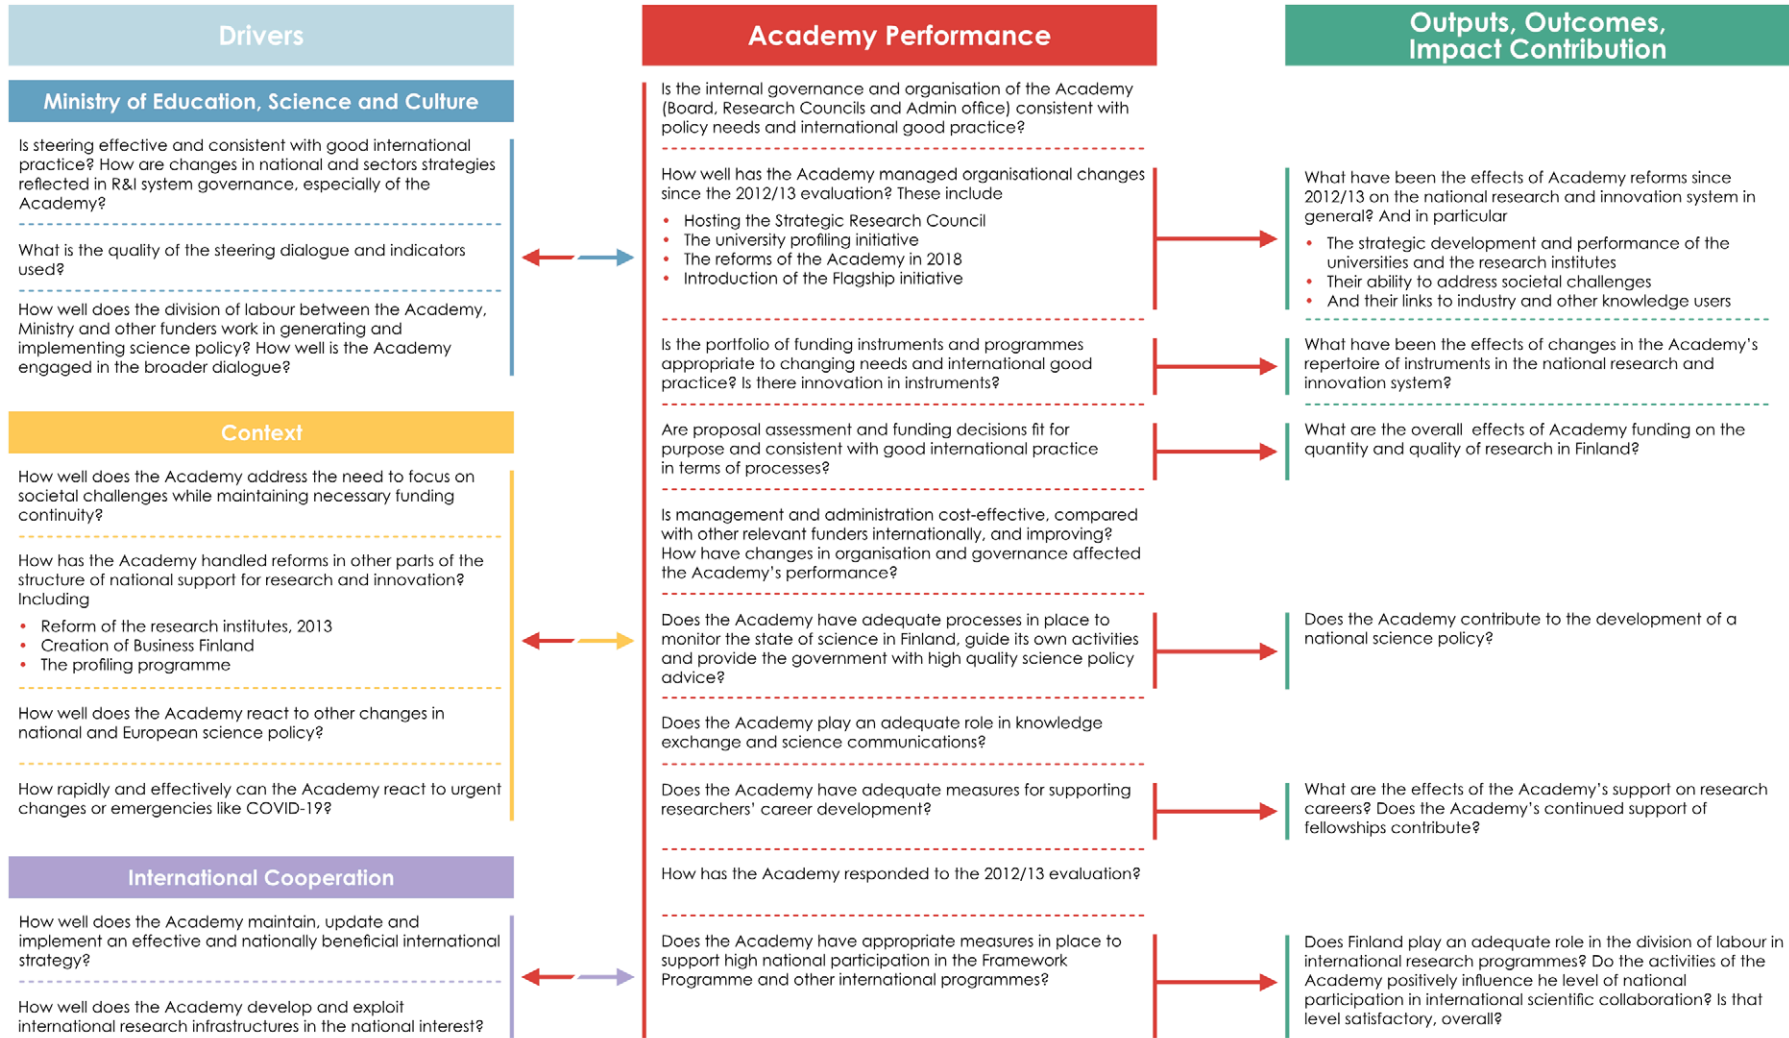 Drivers
Ministry of Education, Science and Culture
Is steering effective and consistent with good international
practice? How are changes in national and sectors strategies
reflected in R&I system governance, especially of the
Academy?
What is the quality of the steering dialogue and indicators
used?
How well does the division of labour between the Academy,
Ministry and other funders work in generating and
implementing science policy? How well is the Academy
engaged in the broader dialogue?
Context
How well does the Academy address the need to focus on
societal challenges while maintaining necessary funding
continuity?
How has the Academy handled reforms in other parts of the
structure of national support for research and innovation?
Including
• Reform of the research institutes, 2013
• Creation of Business Finland
• The profiling programme
How well does the Academy react to other changes in
national and European science policy?
How rapidly and effectively can the Academy react to urgent
changes or emergencies like COVID-19?
International Cooperation
How well does the Academy maintain, update and
implement an effective and nationally beneficial international
strategy?
How well does the Academy develop and exploit
international research infrastructures in the national interest?
Academy Performance
Is the internal governance and organisation of the Academy
(Board, Research Councils and Admin office) consistent with
policy needs and international good practice?
How well has the Academy managed organisational changes
since the 2012/13 evaluation? These include
• Hosting the Strategic Research Council
• The university profiling initiative
• The reforms of the Academy in 2018
• Introduction of the Flagship initiative
Is the portfolio of funding instruments and programmes
appropriate to changing needs and international good
practice? Is there innovation in instruments?
Are proposal assessment and funding decisions fit for
purpose and consistent with good international practice
in terms of processes?
Is management and administration cost-effective, compared
with other relevant funders internationally, and improving?
How have changes in organisation and governance affected
the Academy's performance?
Does the Academy have adequate processes in place to
monitor the state of science in Finland, guide its own activities
and provide the government with high quality science policy
advice?
Does the Academy play an adequate role in knowledge
exchange and science communications?
Does the Academy have adequate measures for supporting
researchers' career development?
How has the Academy responded to the 2012/13 evaluation?
Does the Academy have appropriate measures in place to
support high national participation in the Framework
Programme and other international programmes?
Outputs, Outcomes,
Impact Contribution
What have been the effects of Academy reforms since
2012/13 on the national research and innovation system in
general? And in particular
• The strategic development and performance of the
universities and the research institutes
• Their ability to address societal challenges
• And their links to industry and other knowledge users
What have been the effects of changes in the Academy's
repertoire of instruments in the national research and
innovation system?
What are the overall effects of Academy funding on the
quantity and quality of research in Finland?
Does the Academy contribute to the development of a
national science policy?
What are the effects of the Academy's support on research
careers? Does the Academy's continued support of
fellowships contribute?
Does Finland play an adequate role in the division of labour in
international research programmes? Do the activities of the
Academy positively influence he level of national
participation in international scientific collaboration? Is that
level satisfactory, overall?